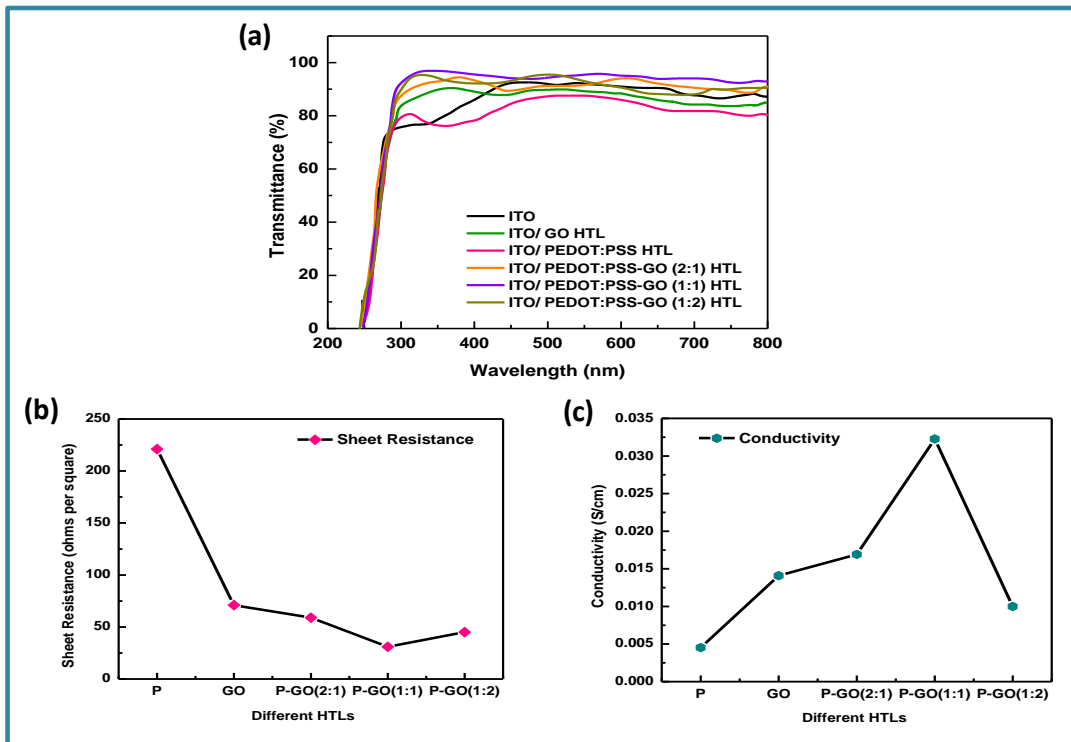 (a)
100
80
60
40
20
0
Transmittance (%)
ITO
ITO/ GO HTL
ITO/ PEDOT:PSS HTL
ITO/ PEDOT:PSS-GO (2:1) HTL
ITO/ PEDOT:PSS-GO (1:1) HTL
ITO/ PEDOT:PSS-GO (1:2) HTL
200 300 400 500 600 700 800
Wavelength (nm)
(b)
250
200
150
100
50
0
Sheet Resistance (ohms per square)
Sheet Resistance
P GO P-GO(2:1) P-GO(1:1) P-GO(1:2)
Different HTLs
(c)
0.035
0.030
0.025
0.020
0.015
0.010
0.005
0.000
Conductivity (S/cm)
Conductivity
P GO P-GO(2:1) P-GO(1:1) P-GO(1:2)
Different HTLs